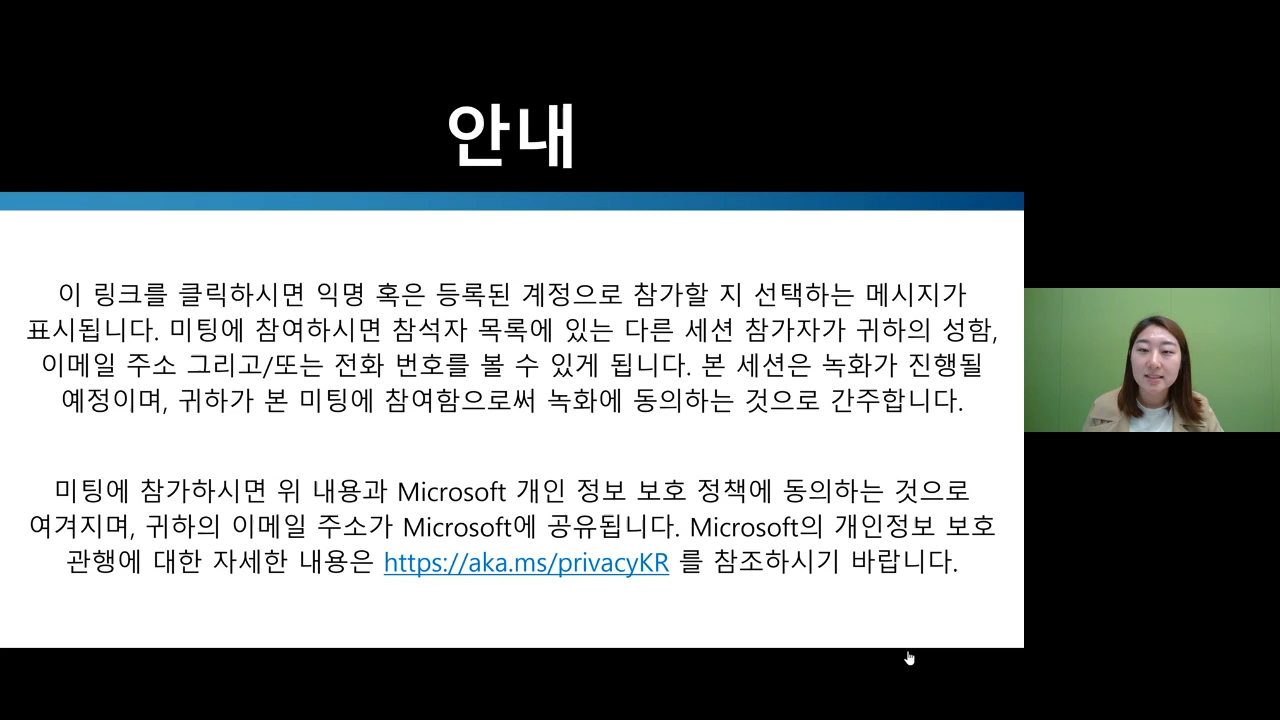 안내
이 링크를 클릭하시면 익명 혹은 등록된 계정으로 참가할 지 선택하는 메시지가
표시됩니다. 미팅에 참여하시면 참석자 목록에 있는 다른 세션 참가자가 귀하의 성함,
이메일 주소 그리고/또는 전화 번호를 볼 수 있게 됩니다. 본 세션은 녹화가 진행될
예정이며, 귀하가 본 미팅에 참여함으로써 녹화에 동의하는 것으로 간주합니다.
미팅에 참가하시면 위 내용과 Microsoft 개인 정보 보호 정책에 동의하는 것으로
여겨지며, 귀하의 이메일 주소가 Microsoft에 공유됩니다. Microsoft의 개인정보 보호
관행에 대한 자세한 내용은 https://aka.ms/privacyKR 를 참조하시기 바랍니다.